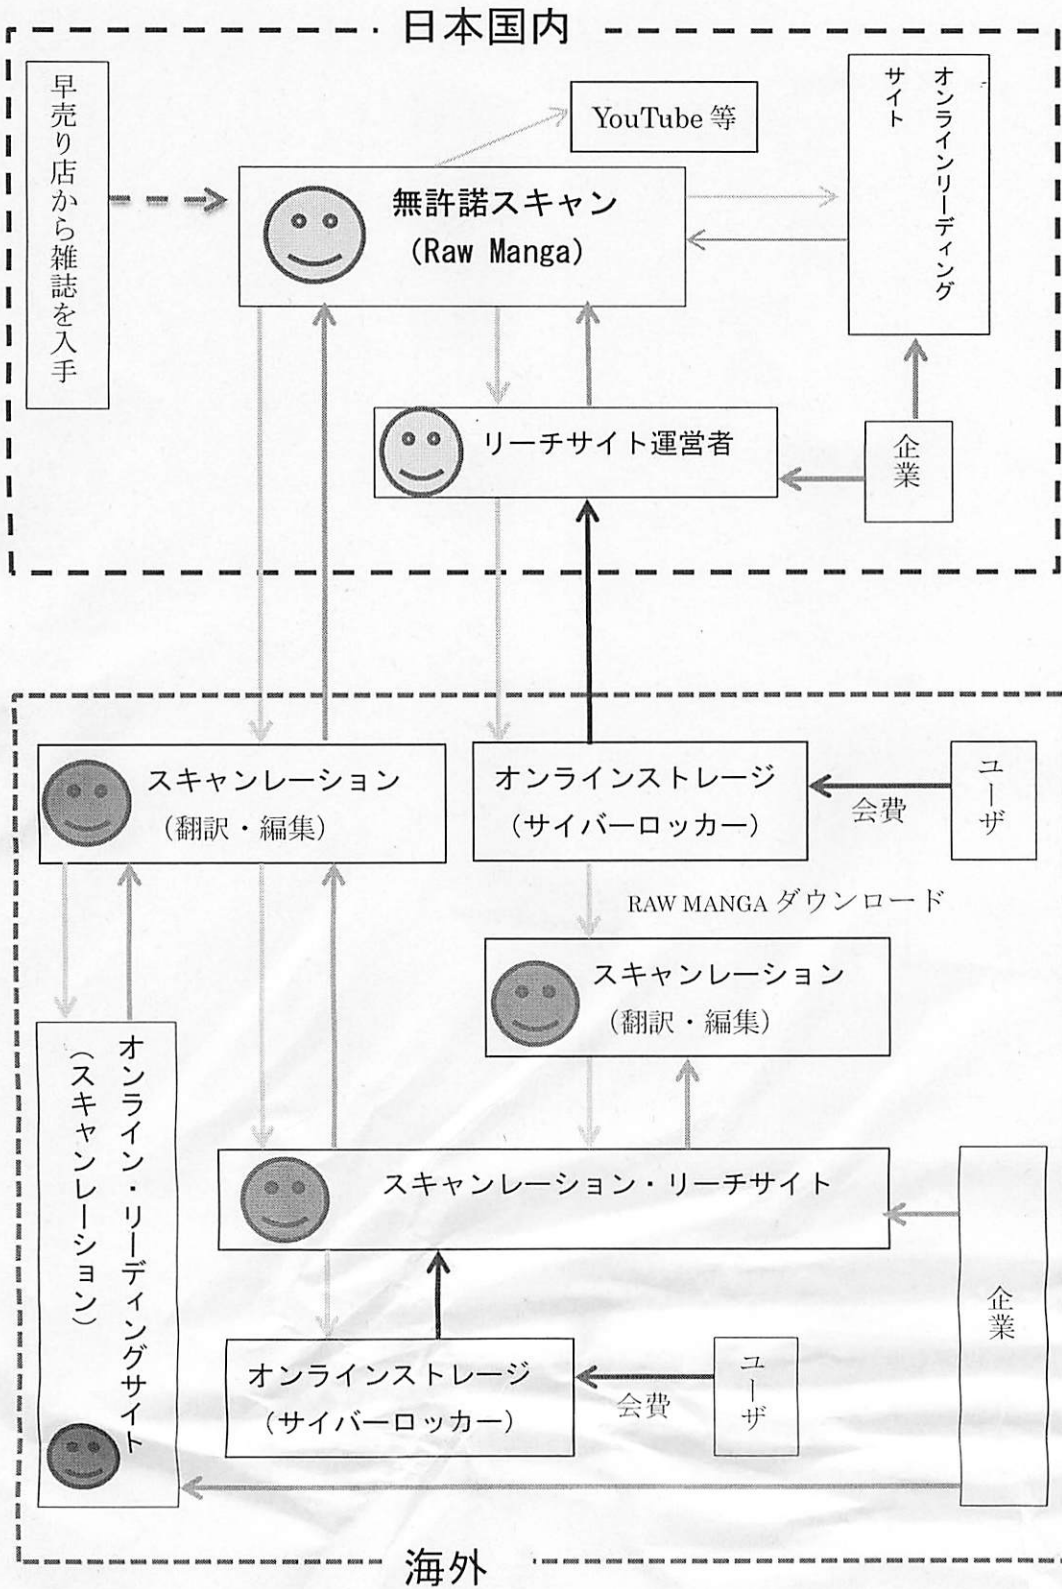 日本国内
早売り店から雑誌を入手
YouTube 等
オンラインリーディング
サイト
無許諾スキャン
(Raw Manga)
リーチサイト運営者
企業
スキャンレーション
(翻訳・編集)
オンラインストレージ
(サイバーロッカー)
会費
ユーザ
RAW MANGA ダウンロード
スキャンレーション
(翻訳・編集)
オンライン・リーディングサイト
(スキャンレーション)
スキャンレーション・リーチサイト
企業
オンラインストレージ
(サイバーロッカー)
会費
ユーザ
海外